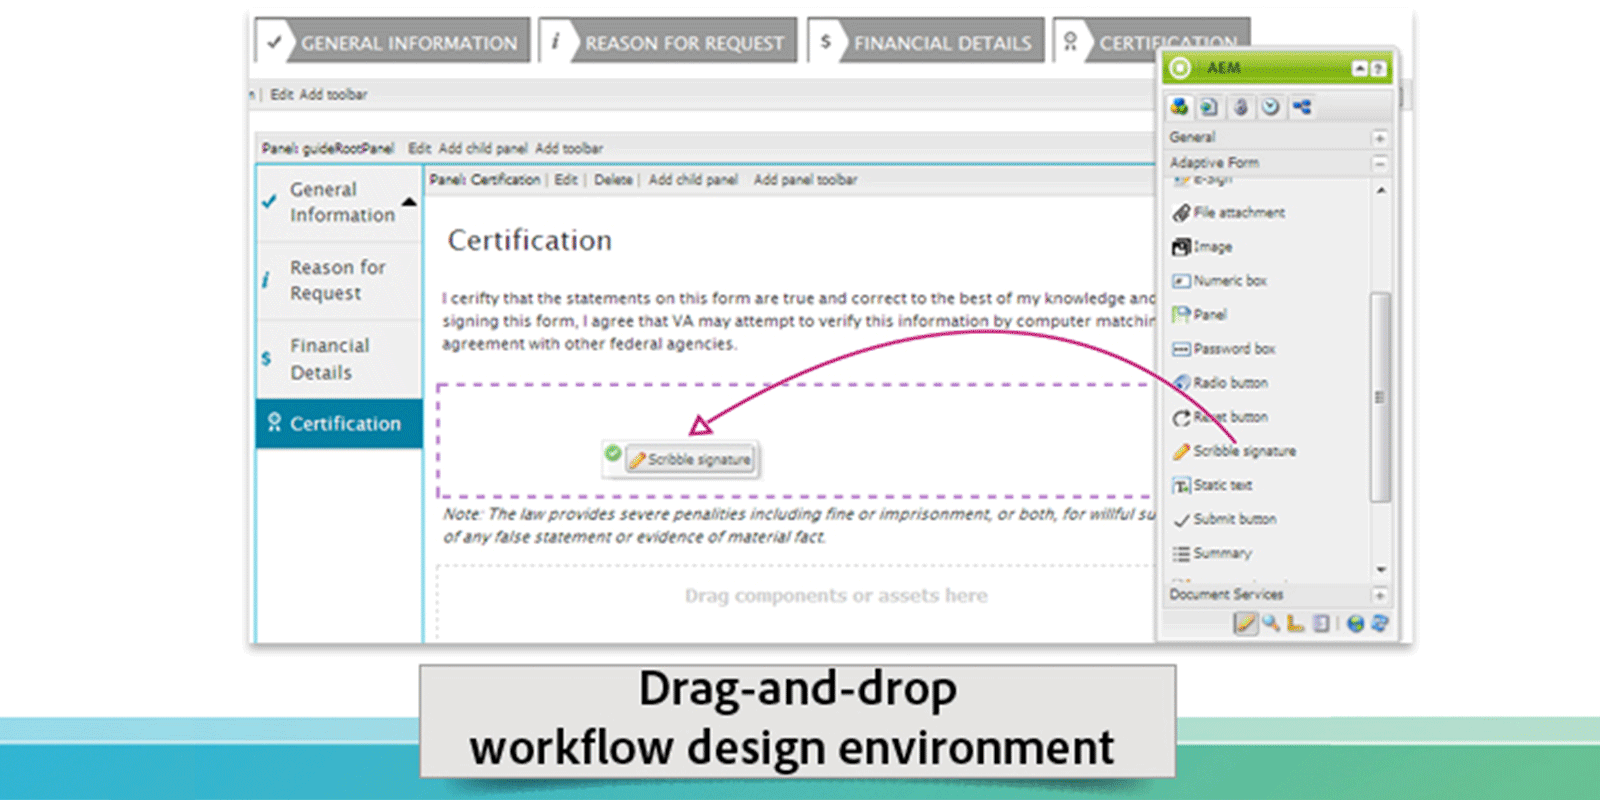 GENERAL INFORMATION
REASON FOR REQUEST
$ FINANCIAL DETAILS
CERTIFICATION
AEM
Edit Add toolbar
General
Adaptive Form
Panel: guideRootPanel Edit Add child panel Add toolbar
General
Information
Reason for
Request
$ Financial
Details
Certification
Panel: Certification | Edit | Delete | Add child panel Add panel toolbar
Certification
I cerifty that the statements on this form are true and correct to the best of my knowledge and
signing this form, I agree that VA may attempt to verify this information by computer matchin
agreement with other federal agencies.
Scribble signature
Note: The law provides severe penalities including fine or imprisonment, or both, for willful su
of any false statement or evidence of material fact.
Drag components or assets here
E-Sign
File attachment
Image
Numeric box
Panel
Password box
Radio button
Reset button
Scribble signature
Static text
Submit button
Summary
Document Services
Drag-and-drop
workflow design environment